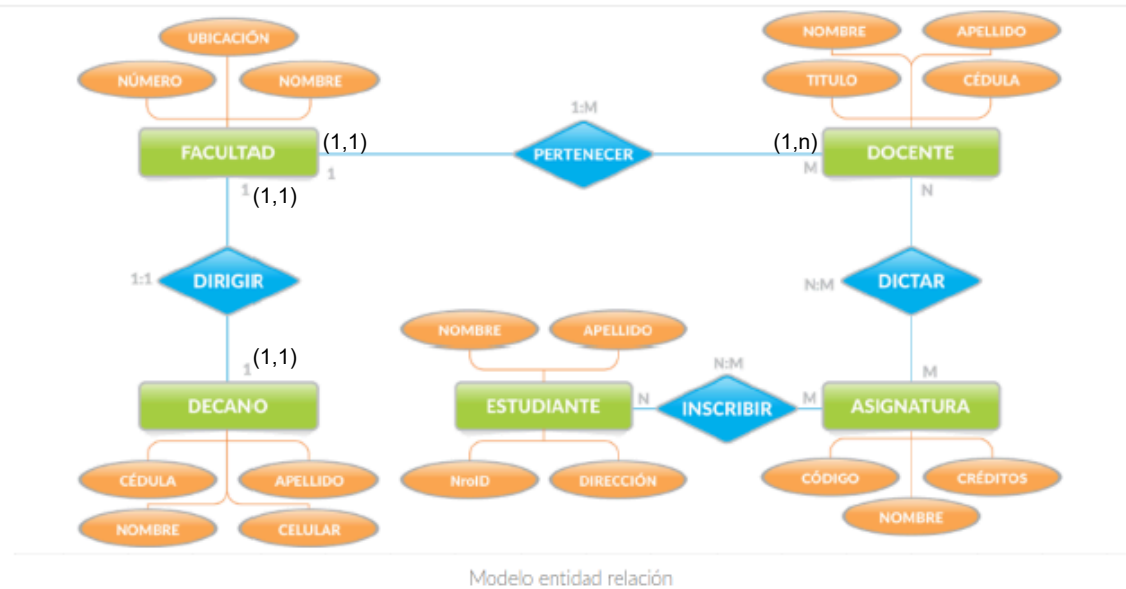 UBICACIÓN
NÚMERO
NOMBRE
FACULTAD
(1,1)
1
1
(1,1)
1:M
PERTENECER
(1,n)
M
NOMBRE
APELLIDO
TITULO
CÉDULA
DOCENTE
N
1:1
DIRIGIR
N:M
DICTAR
1
(1,1)
DECANO
CÉDULA
APELLIDO
NOMBRE
CELULAR
NOMBRE
APELLIDO
ESTUDIANTE
N
NroID
DIRECCIÓN
N:M
INSCRIBIR
M
M
ASIGNATURA
CÓDIGO
CRÉDITOS
NOMBRE
Modelo entidad relación